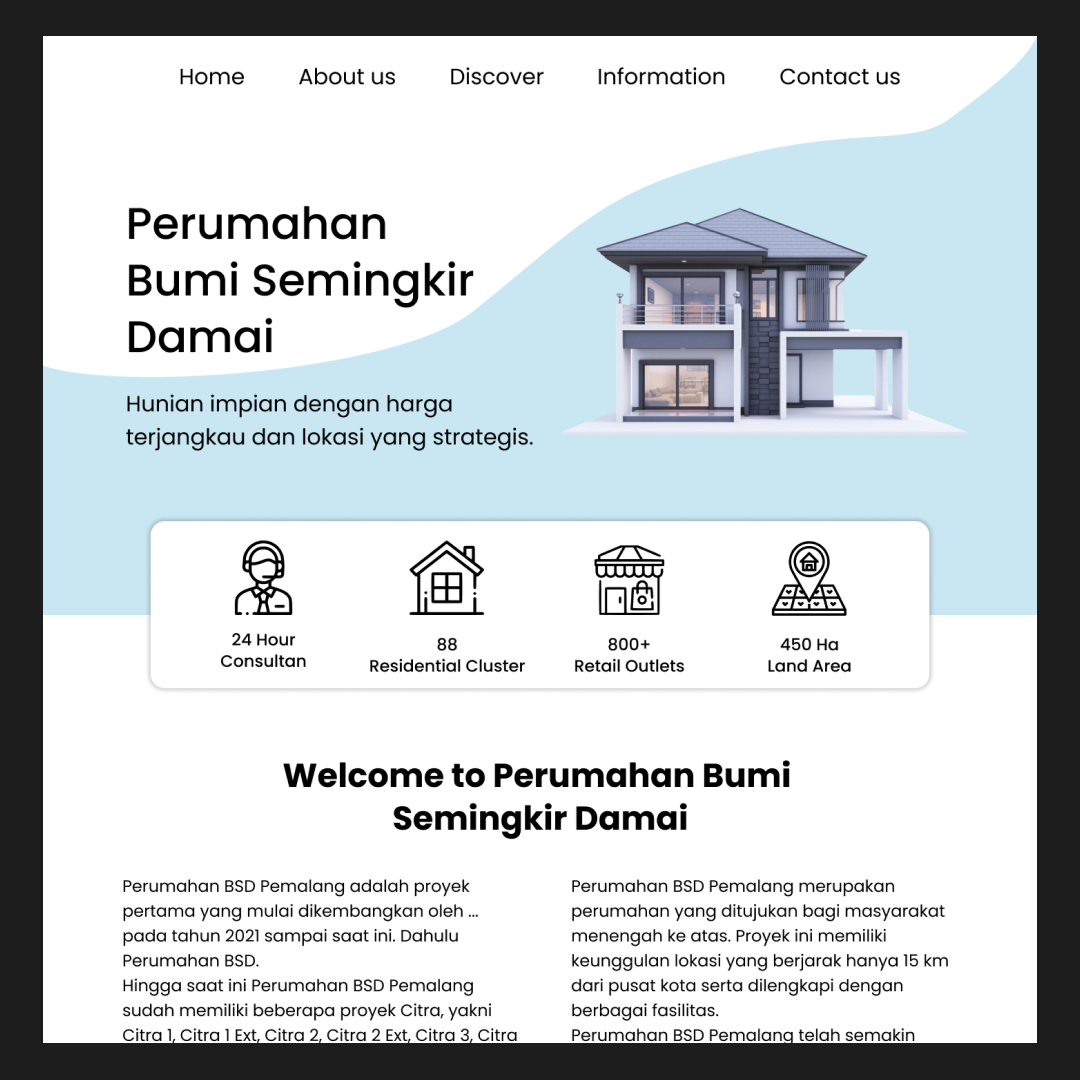 Home About us Discover Information Contact us
Perumahan
Bumi Semingkir
Damai
Hunian impian dengan harga
terjangkau dan lokasi yang strategis.
24 Hour
Consultan
88
Residential Cluster
800+
Retail Outlets
450 Ha
Land Area
Welcome to Perumahan Bumi
Semingkir Damai
Perumahan BSD Pemalang adalah proyek
pertama yang mulai dikembangkan oleh ...
pada tahun 2021 sampai saat ini. Dahulu
Perumahan BSD.
Hingga saat ini Perumahan BSD Pemalang
sudah memiliki beberapa proyek Citra, yakni
Citra 1, Citra 1 Ext, Citra 2, Citra 2 Ext, Citra 3, Citra
Perumahan BSD Pemalang merupakan
perumahan yang ditujukan bagi masyarakat
menengah ke atas. Proyek ini memiliki
keunggulan lokasi yang berjarak hanya 15 km
dari pusat kota serta dilengkapi dengan
berbagai fasilitas.
Perumahan BSD Pemalang telah semakin